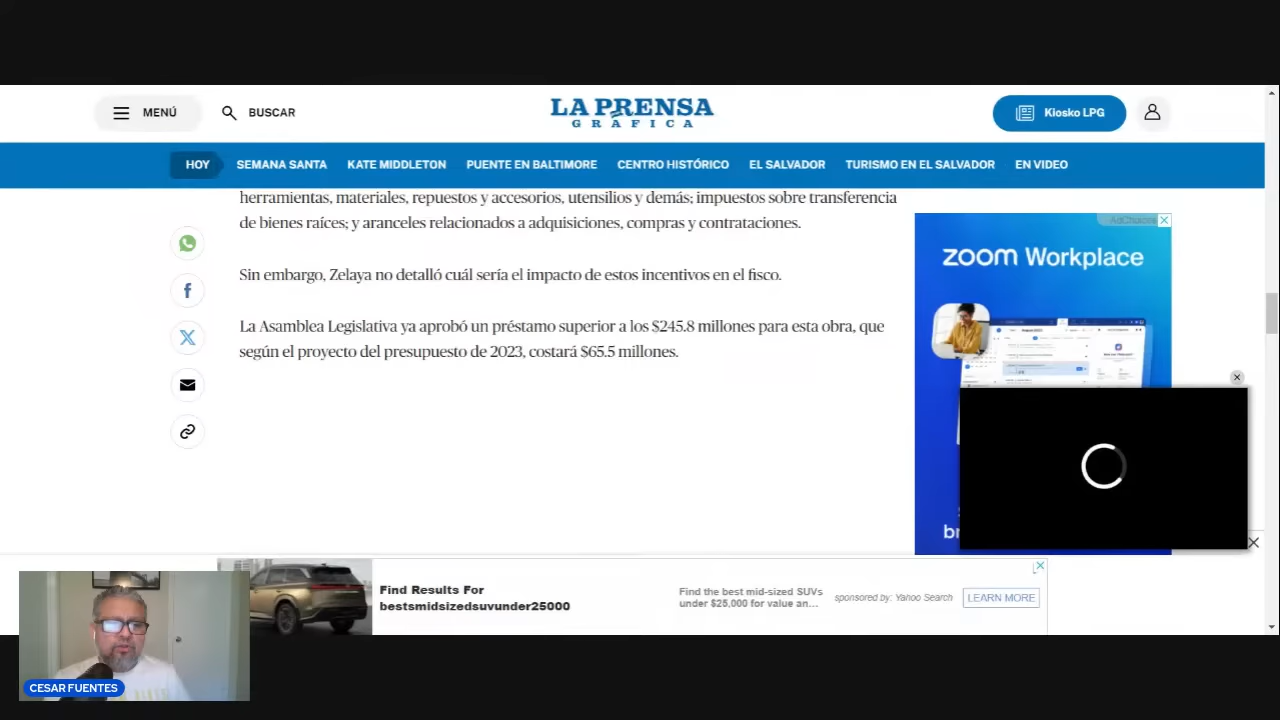 MENÚ
BUSCAR
LA PRENSA
GRÁFICA
Kiosko LPG
HOY
SEMANA SANTA
KATE MIDDLETON
PUENTE EN BALTIMORE
CENTRO HISTÓRICO
EL SALVADOR
TURISMO EN EL SALVADOR
EN VIDEO
herramientas, materiales, repuestos y accesorios, utensilios y demás; impuestos sobre transferencia
de bienes raíces; y aranceles relacionados a adquisiciones, compras y contrataciones.
Sin embargo, Zelaya no detalló cuál sería el impacto de estos incentivos en el fisco.
La Asamblea Legislativa ya aprobó un préstamo superior a los $245.8 millones para esta obra, que
según el proyecto del presupuesto de 2023, costará $65.5 millones.
AdChoices
zoom Workplace
br
Find Results For
bestsmidsizedsuvunder25000
Find the best mid-sized SUVs
under $25,000 for value an...
sponsored by: Yahoo Search
LEARN MORE
CESAR FUENTES